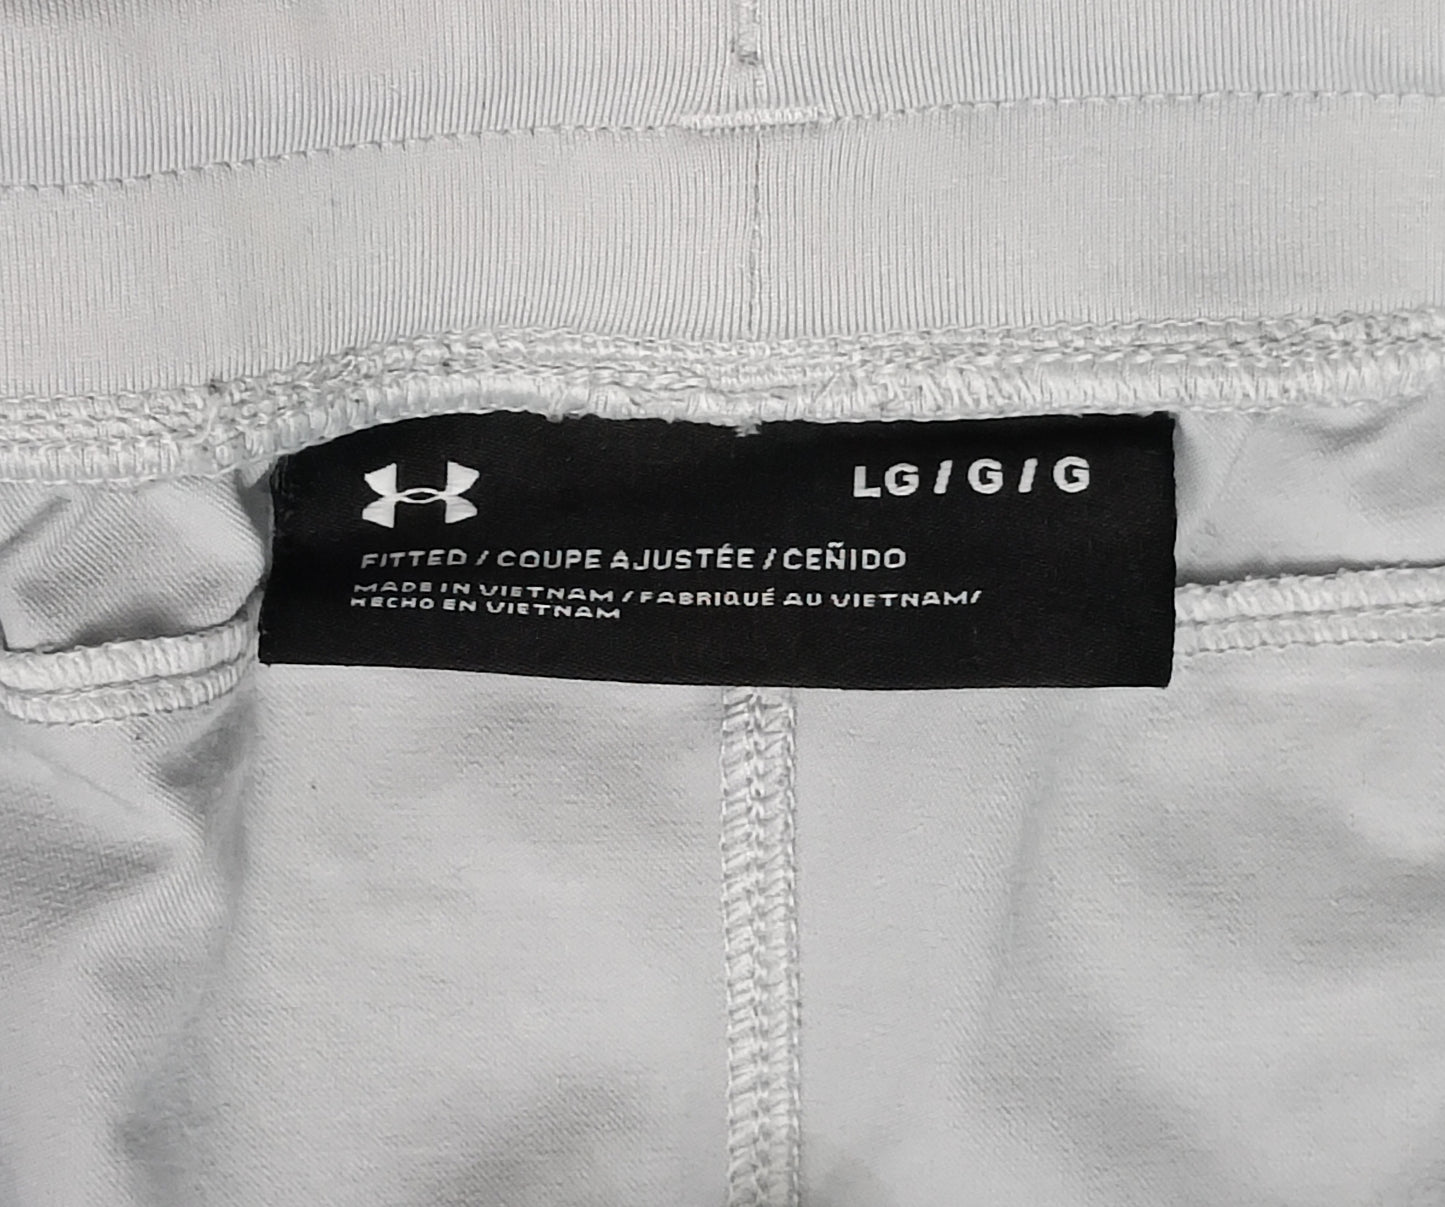 LG / G / G
FITTED / COUPE AJUSTÉE / CEÑIDO
MADE IN VIETNAM / FABRIQUÉ AU VIETNAM/
HECHO EN VIETNAM